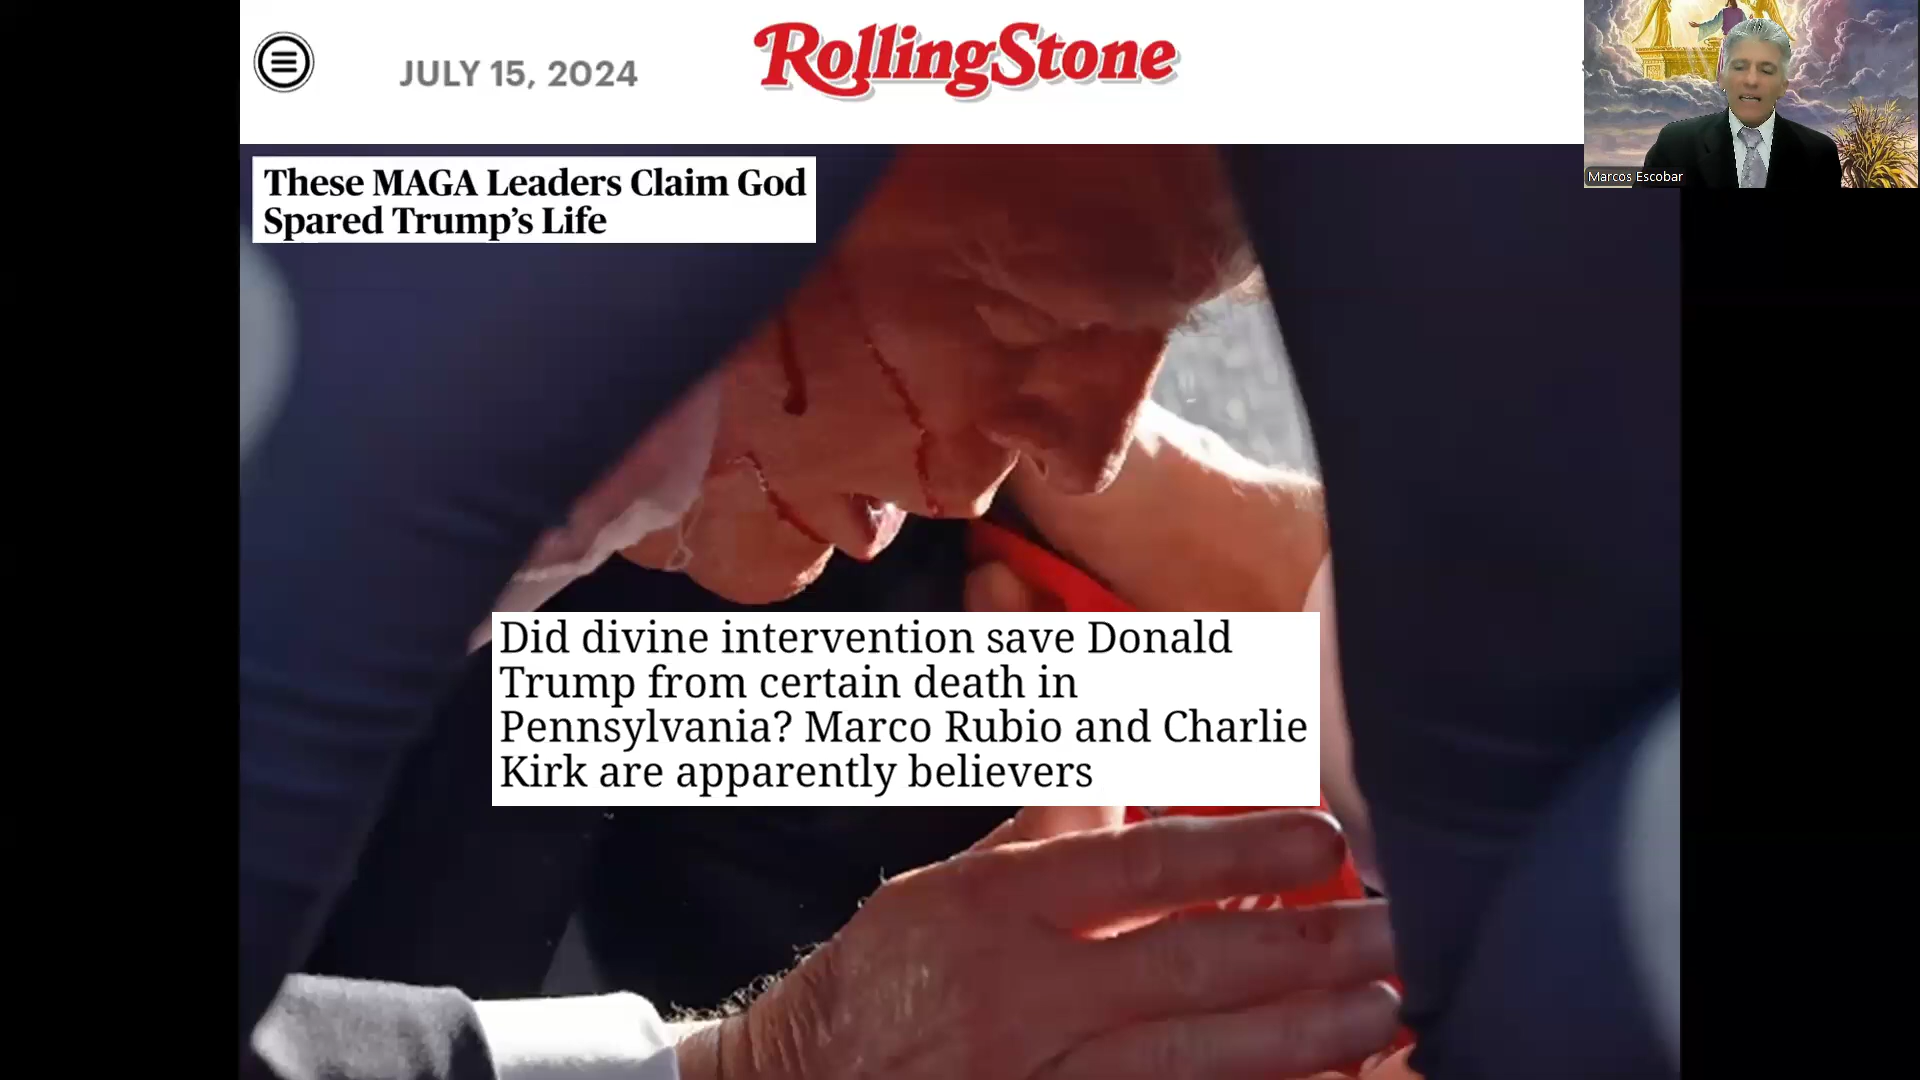 JULY 15, 2024
RollingStone
Marcos Escobar
These MAGA Leaders Claim God
Spared Trump's Life
Did divine intervention save Donald
Trump from certain death in
Pennsylvania? Marco Rubio and Charlie
Kirk are apparently believers